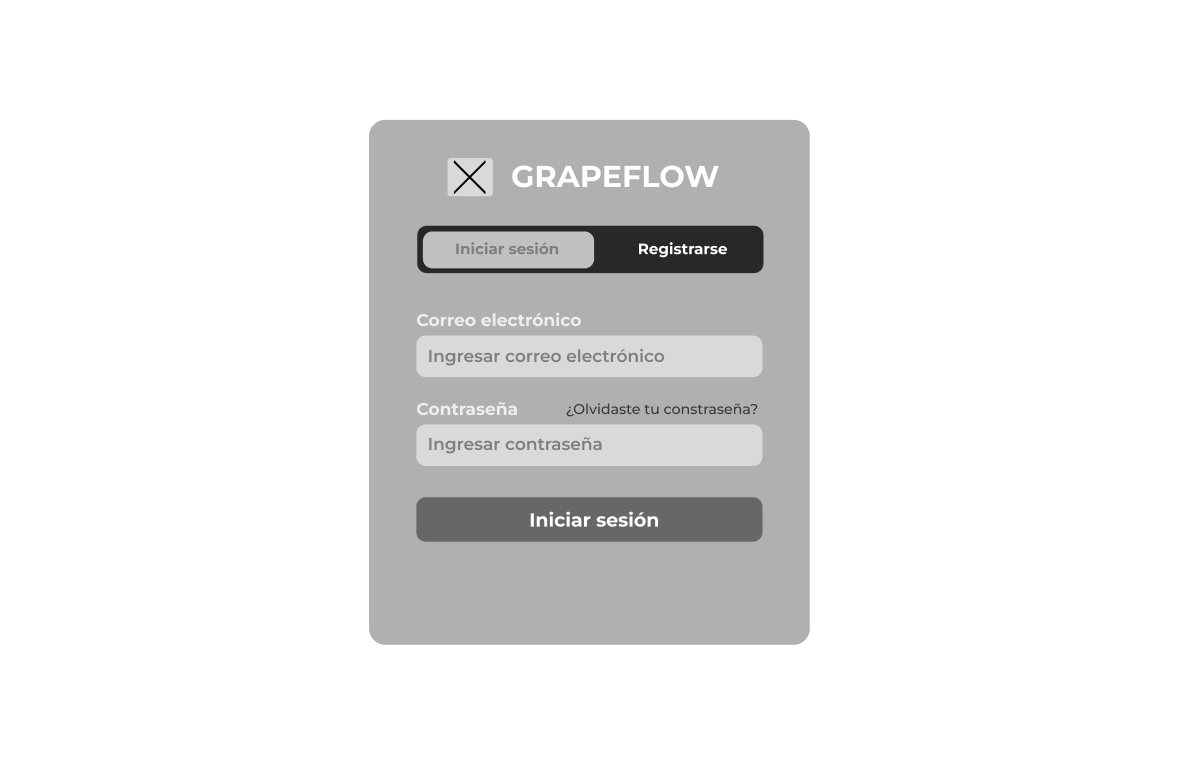 GRAPEFLOW
Iniciar sesión
Registrarse
Correo electrónico
Ingresar correo electrónico
Contraseña
¿Olvidaste tu constraseña?
Ingresar contraseña
Iniciar sesión